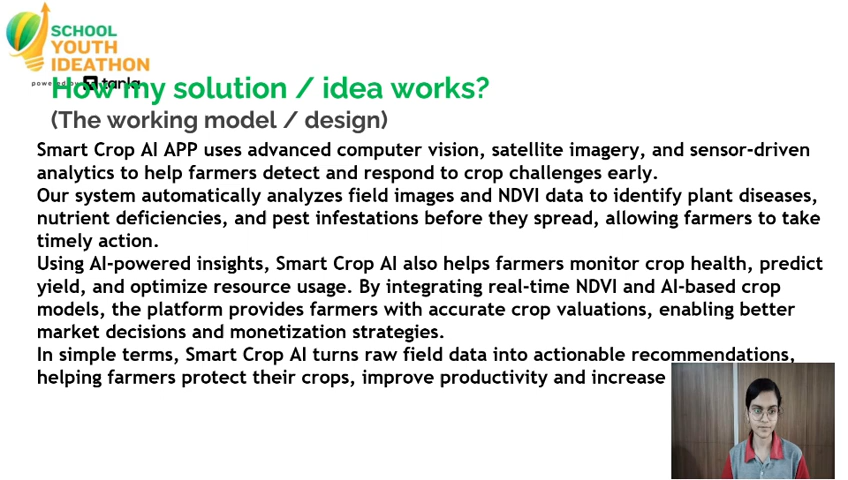 SCHOOL
YOUTH
IDEATHON
powered by tanla
How my solution / idea works?
(The working model / design)
Smart Crop AI APP uses advanced computer vision, satellite imagery, and sensor-driven
analytics to help farmers detect and respond to crop challenges early.
Our system automatically analyzes field images and NDVI data to identify plant diseases,
nutrient deficiencies, and pest infestations before they spread, allowing farmers to take
timely action.
Using AI-powered insights, Smart Crop AI also helps farmers monitor crop health, predict
yield, and optimize resource usage. By integrating real-time NDVI and AI-based crop
models, the platform provides farmers with accurate crop valuations, enabling better
market decisions and monetization strategies.
In simple terms, Smart Crop AI turns raw field data into actionable recommendations,
helping farmers protect their crops, improve productivity and increase